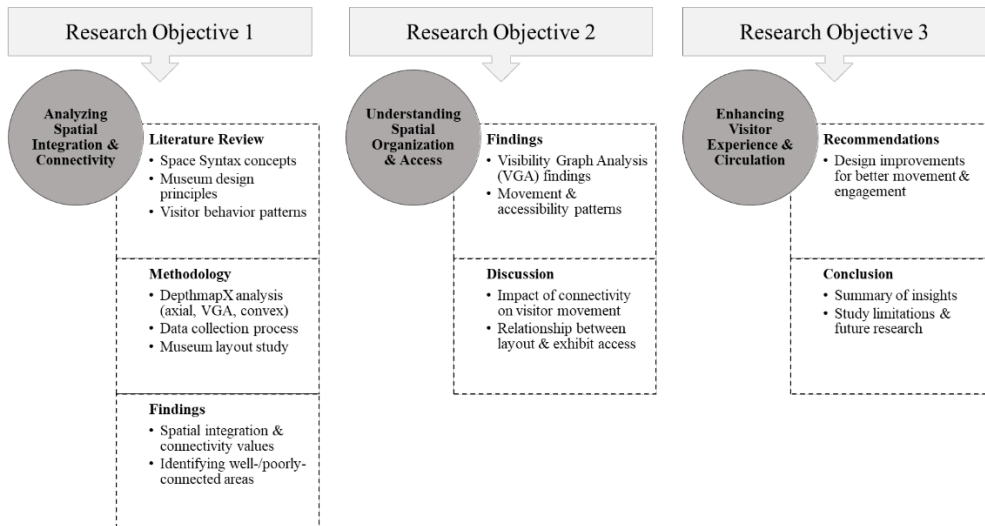 Research Objective 1
Analyzing
Spatial
Integration &
Connectivity
Literature Review
• Space Syntax concepts
• Museum design
principles
• Visitor behavior patterns
Methodology
• DepthmapX analysis
(axial, VGA, convex)
• Data collection process
• Museum layout study
Findings
• Spatial integration &
connectivity values
• Identifying well-/poorly-
connected areas
Research Objective 2
Understanding
Spatial
Organization
& Access
Findings
• Visibility Graph Analysis
(VGA) findings
• Movement &
accessibility patterns
Discussion
• Impact of connectivity
on visitor movement
• Relationship between
layout & exhibit access
Research Objective 3
Enhancing
Visitor
Experience &
Circulation
Recommendations
• Design improvements
for better movement &
engagement
Conclusion
• Summary of insights
• Study limitations &
future research